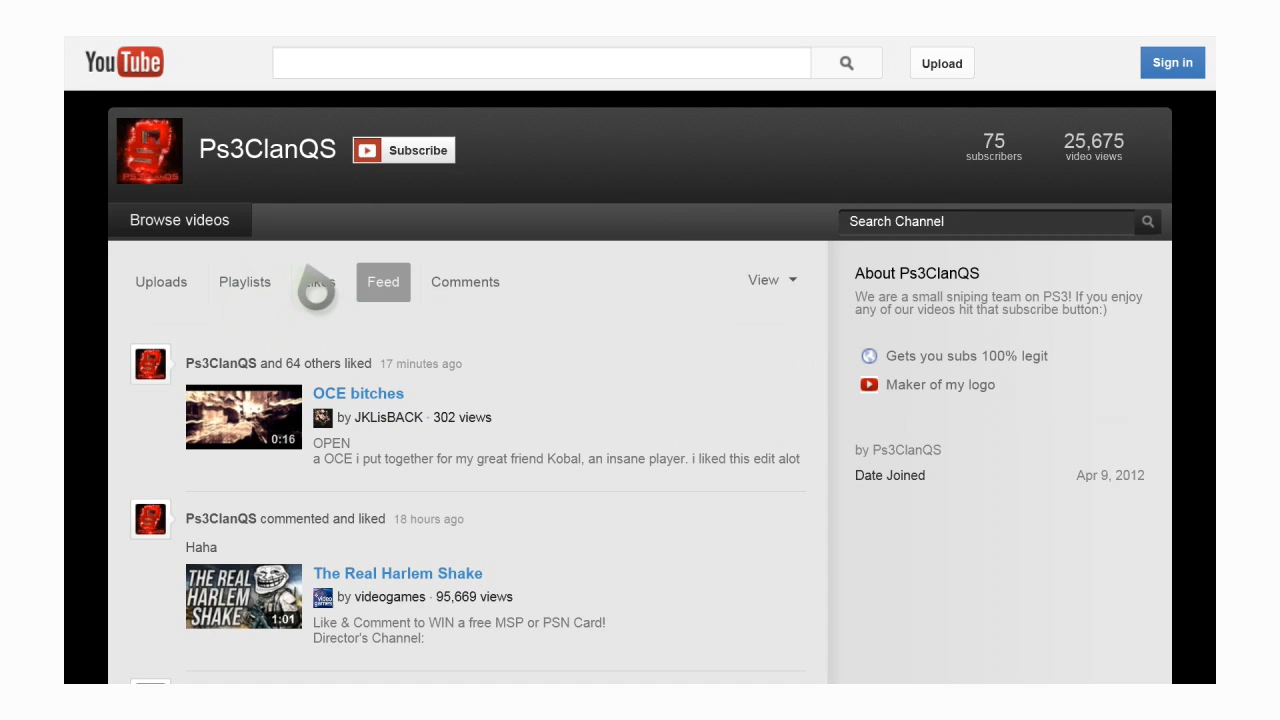 You Tube
Upload
Sign in
Ps3ClanQS
Subscribe
75
subscribers
25,675
video views
PS3CLANQS
Browse videos
Search Channel
Uploads
Playlists
Feed
Comments
View
About Ps3ClanQS
We are a small sniping team on PS3! If you enjoy
any of our videos hit that subscribe button:)
Gets you subs 100% legit
Maker of my logo
by Ps3ClanQS
Date Joined Apr 9, 2012
Ps3ClanQS and 64 others liked 17 minutes ago
OCE bitches
by JKLisBACK · 302 views
0:16
OPEN
a OCE i put together for my great friend Kobal, an insane player. i liked this edit alot
Ps3ClanQS commented and liked 18 hours ago
Haha
THE REAL
HARLEM
SHAKE
1:01
The Real Harlem Shake
video
games
by videogames · 95,669 views
Like & Comment to WIN a free MSP or PSN Card!
Director's Channel: